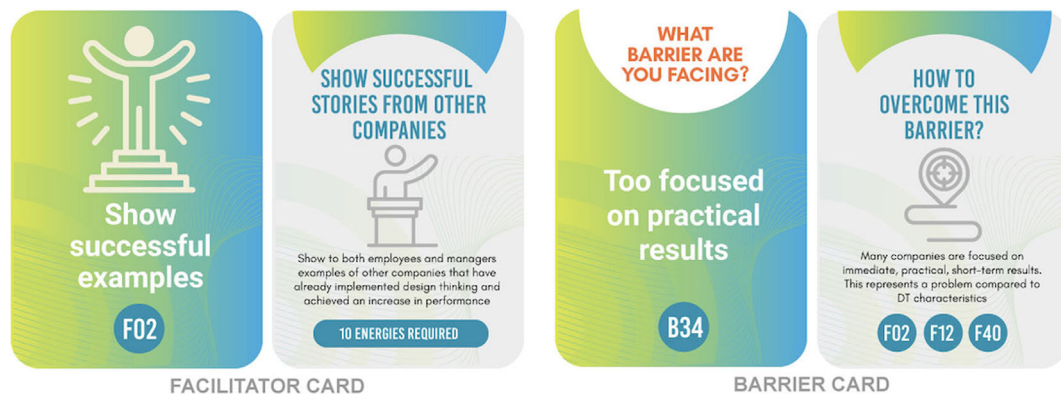 Show
successful
examples
F02
SHOW SUCCESSFUL
STORIES FROM OTHER
COMPANIES
Show to both employees and managers
examples of other companies that have
already implemented design thinking and
achieved an increase in performance
10 ENERGIES REQUIRED
FACILITATOR CARD
WHAT
BARRIER ARE
YOU FACING?
Too focused
on practical
results
B34
HOW TO
OVERCOME THIS
BARRIER?
Many companies are focused on
immediate, practical, short-term results.
This represents a problem compared to
DT characteristics
F02 F12 F40
BARRIER CARD